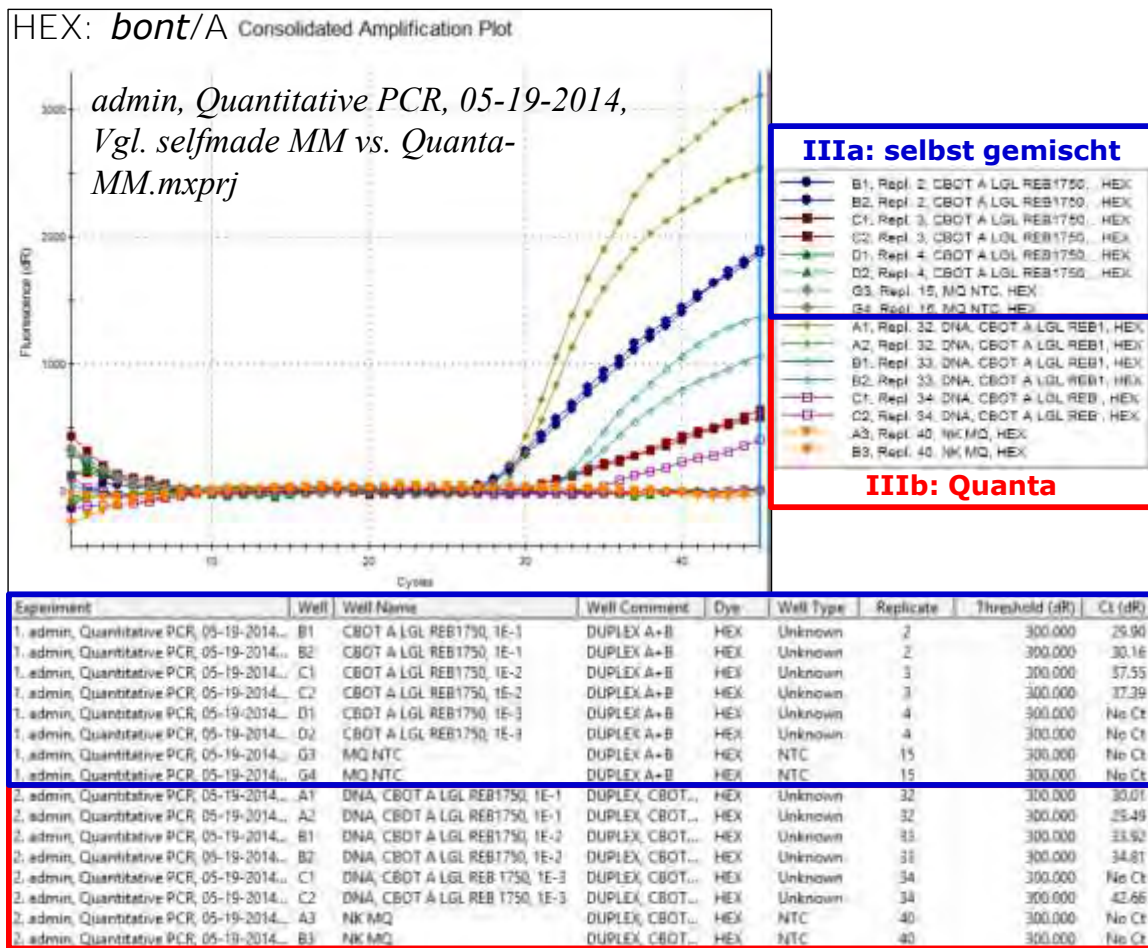 HEX: bont/A Consolidated Amplification Plot
admin, Quantitative PCR, 05-19-2014,
Vgl. selfmade MM vs. Quanta-
MM.mxprj
3000
2000
1000
0
Fluorescence (dR)
10 20 30 40
Cycles
IIIa: selbst gemischt
B1, Repl. 2, CBOT A LGL REB1750, . HEX
B2, Repl. 2, CBOT A LGL REB1750, . HEX
C1, Repl. 3, CBOT A LGL REB1750, . HEX
C2, Repl. 3, CBOT A LGL REB1750, . HEX
D1, Repl. 4, CBOT A LGL REB1750, . HEX
D2, Repl. 4, CBOT A LGL REB1750, . HEX
G3, Repl. 15, MQ NTC, HEX
G4, Repl. MQ NTC, HEX
A1, Repl. 32, DNA, CBOT A LGL REB1, HEX
A2, Repl. 32, DNA, CBOT A LGL REB1, HEX
B1, Repl. 33, DNA, CBOT A LGL REB1, HEX
B2, Repl. 33, DNA, CBOT A LGL REB1, HEX
C1, Repl. 34, DNA, CBOT A LGL REB , HEX
C2, Repl. 34, DNA, CBOT A LGL REB , HEX
A3, Repl. 40, NK MQ, HEX
B3, Repl. 40, NK MQ, HEX
IIIb: Quanta
Experiment Well Well Name Well Comment Dye Well Type Replicate Threshold (dR) Ct (dR)
1. admin, Quantitative PCR, 05-19-2014... B1 CBOT A LGL REB1750, 1E-1 DUPLEX A+B HEX Unknown 2 300.000 29.90
1. admin, Quantitative PCR, 05-19-2014... B2 CBOT A LGL REB1750, 1E-1 DUPLEX A+B HEX Unknown 2 300.000 30.16
1. admin, Quantitative PCR, 05-19-2014... C1 CBOT A LGL REB1750, 1E-2 DUPLEX A+B HEX Unknown 3 300.000 37.55
1. admin, Quantitative PCR, 05-19-2014... C2 CBOT A LGL REB1750, 1E-2 DUPLEX A+B HEX Unknown 3 300.000 37.39
1. admin, Quantitative PCR, 05-19-2014... D1 CBOT A LGL REB1750, 1E-3 DUPLEX A+B HEX Unknown 4 300.000 No Ct
1. admin, Quantitative PCR, 05-19-2014... D2 CBOT A LGL REB1750, 1E-3 DUPLEX A+B HEX Unknown 4 300.000 No Ct
1. admin, Quantitative PCR, 05-19-2014... G3 MQ NTC DUPLEX A+B HEX NTC 15 300.000 No Ct
1. admin, Quantitative PCR, 05-19-2014... G4 MQ NTC DUPLEX A+B HEX NTC 15 300.000 No Ct
2. admin, Quantitative PCR, 05-19-2014... A1 DNA, CBOT A LGL REB1750, 1E-1 DUPLEX, CBOT... HEX Unknown 32 300.000 30.01
2. admin, Quantitative PCR, 05-19-2014... A2 DNA, CBOT A LGL REB1750, 1E-1 DUPLEX, CBOT... HEX Unknown 32 300.000
2. admin, Quantitative PCR, 05-19-2014... B1 DNA, CBOT A LGL REB1750, 1E-2 DUPLEX, CBOT... HEX Unknown 33 300.000 33.92
2. admin, Quantitative PCR, 05-19-2014... B2 DNA, CBOT A LGL REB1750, 1E-2 DUPLEX, CBOT... HEX Unknown 33 300.000 34.81
2. admin, Quantitative PCR, 05-19-2014... C1 DNA, CBOT A LGL REB 1750, 1E-3 DUPLEX, CBOT... HEX Unknown 34 300.000 No Ct
2. admin, Quantitative PCR, 05-19-2014... C2 DNA, CBOT A LGL REB 1750, 1E-3 DUPLEX, CBOT... HEX Unknown 34 300.000 42.66
2. admin, Quantitative PCR, 05-19-2014... A3 NK MQ DUPLEX, CBOT... HEX NTC 40 300.000 No Ct
2. admin, Quantitative PCR, 05-19-2014... B3 NK MQ DUPLEX, CBOT... HEX NTC 40 300.000 No Ct